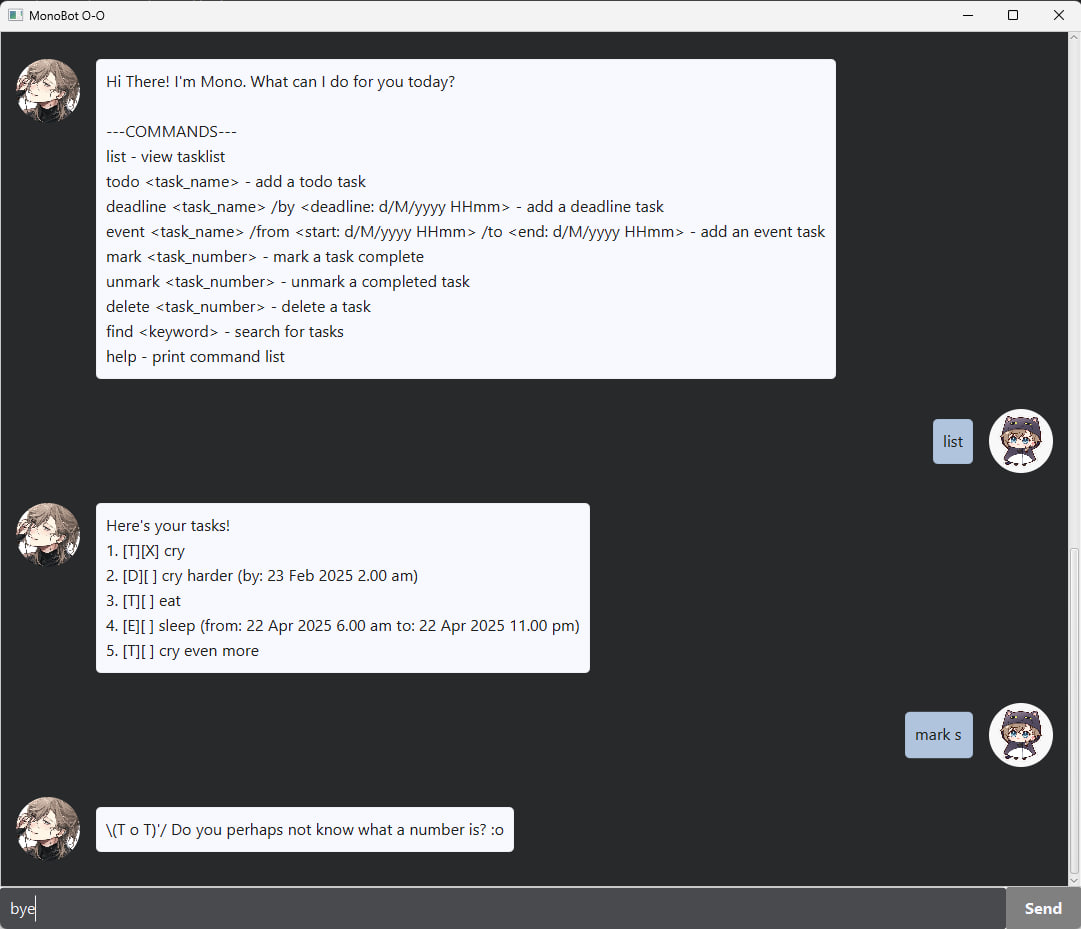 MonoBot O-O
Hi There! I'm Mono. What can I do for you today?
---COMMANDS---
list - view tasklist
todo <task_name> - add a todo task
deadline <task_name> /by <deadline: d/M/yyyy HHmm> - add a deadline task
event <task_name> /from <start: d/M/yyyy HHmm> /to <end: d/M/yyyy HHmm> - add an event task
mark <task_number> - mark a task complete
unmark <task_number> - unmark a completed task
delete <task_number> - delete a task
find <keyword> - search for tasks
help - print command list
list
Here's your tasks!
1. [T][X] cry
2. [D][ ] cry harder (by: 23 Feb 2025 2.00 am)
3. [T][ ] eat
4. [E][ ] sleep (from: 22 Apr 2025 6.00 am to: 22 Apr 2025 11.00 pm)
5. [T][ ] cry even more
mark s
\(T o T)'/ Do you perhaps not know what a number is? :o
bye
Send